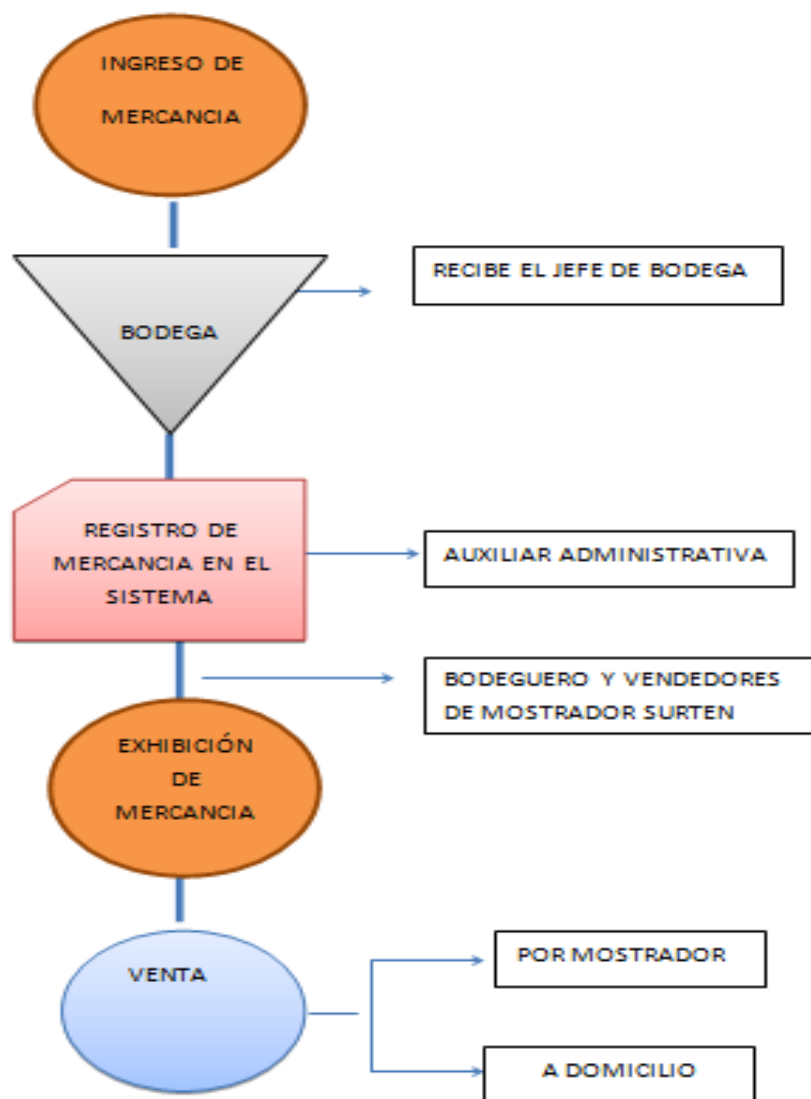 INGRESO DE
MERCANCIA
RECIBE EL JEFE DE BODEGA
BODEGA
REGISTRO DE
MERCANCIA EN EL
SISTEMA
AUXILIAR ADMINISTRATIVA
BODEGUERO Y VENDEDORES
DE MOSTRADOR SURTEN
EXHIBICIÓN
DE
MERCANCIA
VENTA
POR MOSTRADOR
A DOMICILIO